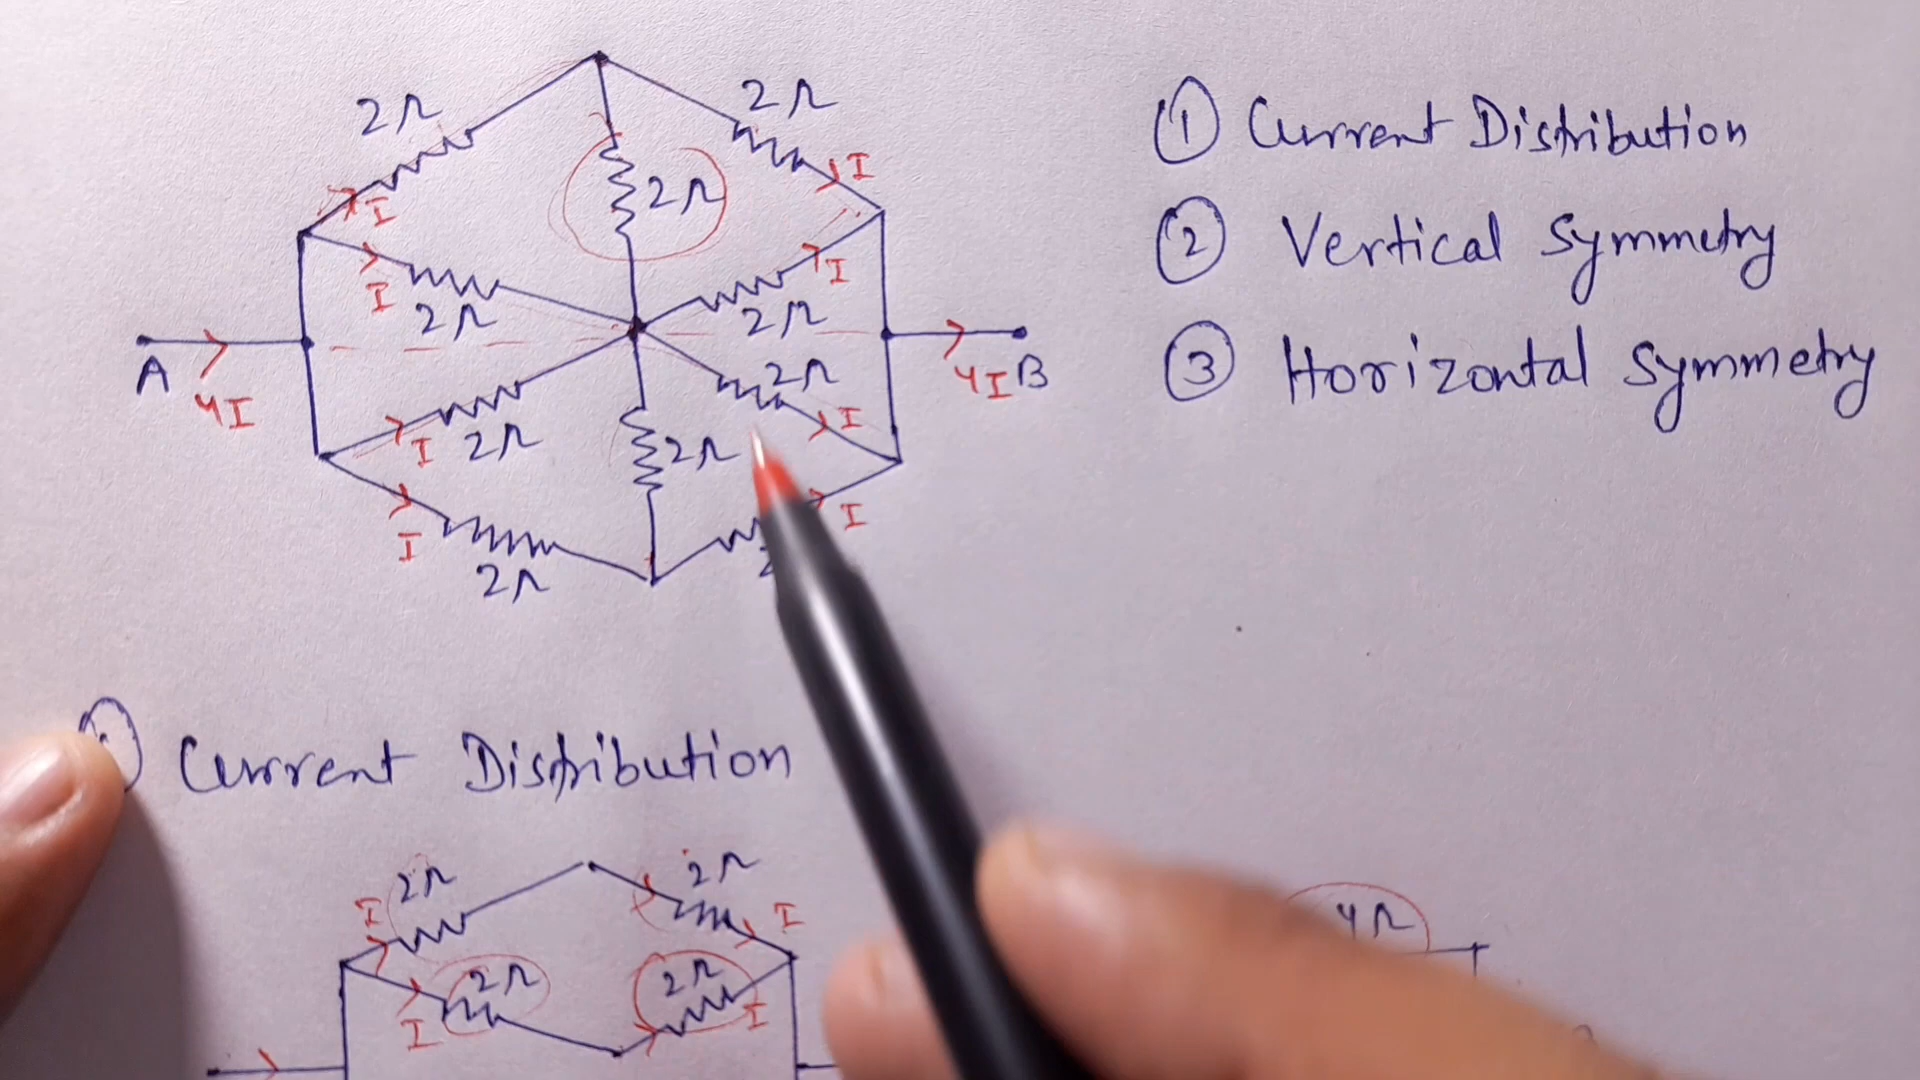 2Ω 2Ω
2Ω
I I
I I
2Ω 2Ω
A 4I 4I B
2Ω
I 2Ω 2Ω I
I I
2Ω
① Current Distribution
② Vertical Symmetry
③ Horizontal Symmetry
Current Distribution
2Ω 2Ω
I I
2Ω 2Ω
I I
4Ω